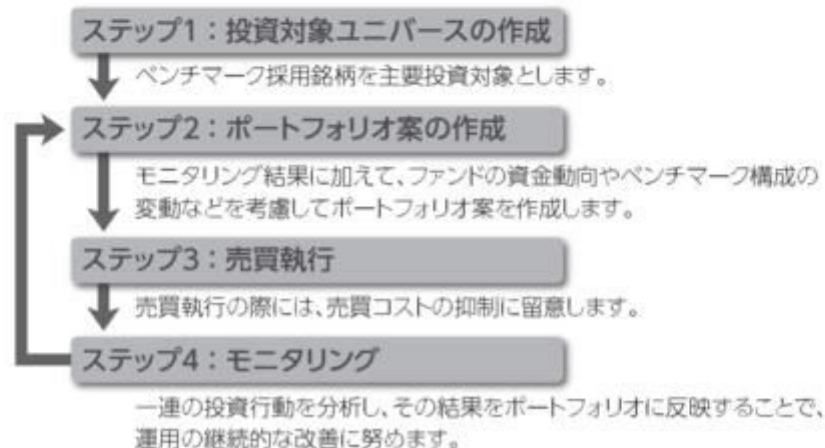 ステップ1：投資対象ユニバースの作成
ベンチマーク採用銘柄を主要投資対象とします。
ステップ2：ポートフォリオ案の作成
モニタリング結果に加えて、ファンドの資金動向やベンチマーク構成の
変動などを考慮してポートフォリオ案を作成します。
ステップ3：売買執行
売買執行の際には、売買コストの抑制に留意します。
ステップ4：モニタリング
一連の投資行動を分析し、その結果をポートフォリオに反映することで、
運用の継続的な改善に努めます。